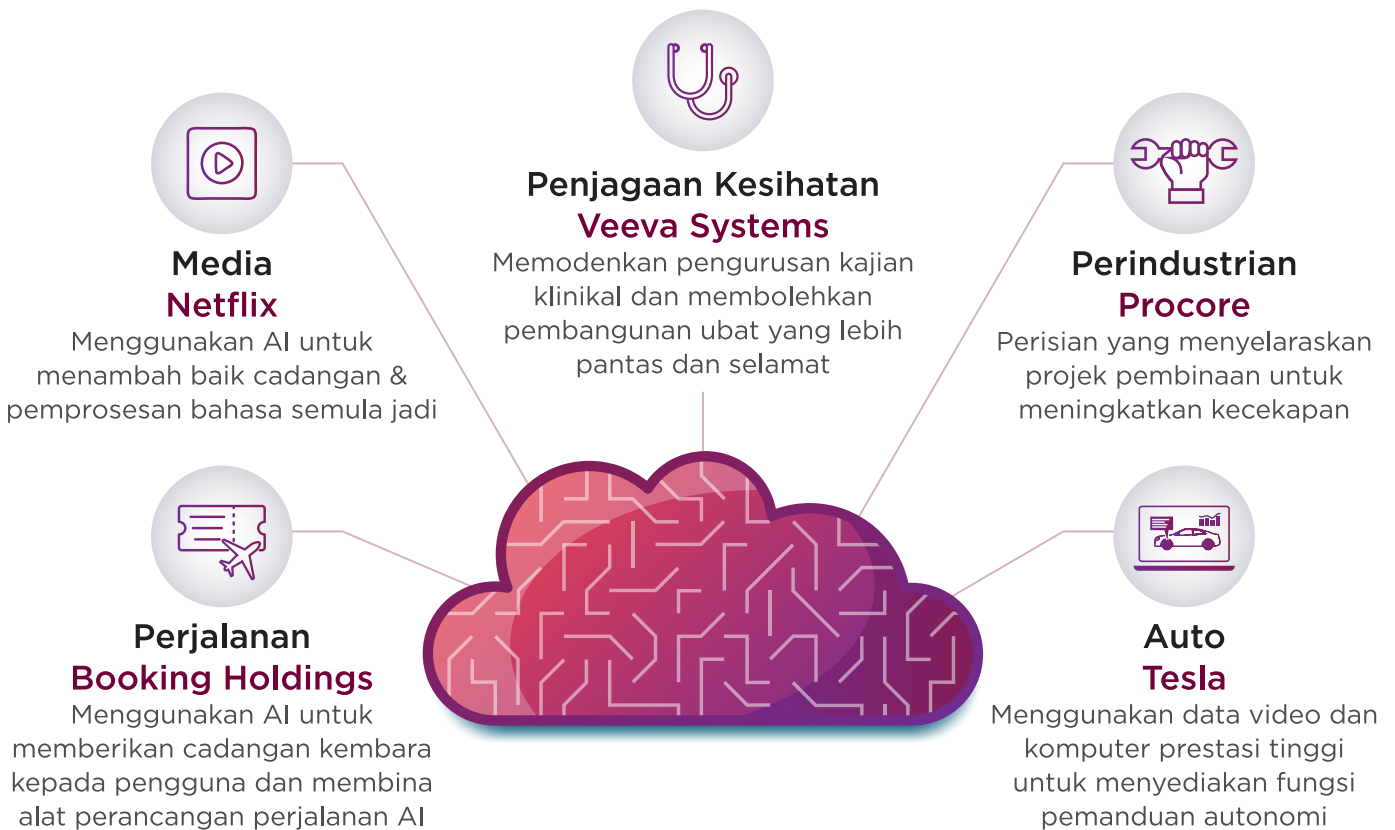 Media
Netflix
Menggunakan AI untuk
menambah baik cadangan &
pemprosesan bahasa semula jadi
Penjagaan Kesihatan
Veeva Systems
Memodenkan pengurusan kajian
klinikal dan membolehkan
pembangunan ubat yang lebih
pantas dan selamat
Perindustrian
Procore
Perisian yang menyelaraskan
projek pembinaan untuk
meningkatkan kecekapan
Perjalanan
Booking Holdings
Menggunakan AI untuk
memberikan cadangan kembara
kepada pengguna dan membina
alat perancangan perjalanan AI
Auto
Tesla
Menggunakan data video dan
komputer prestasi tinggi
untuk menyediakan fungsi
pemanduan autonomi